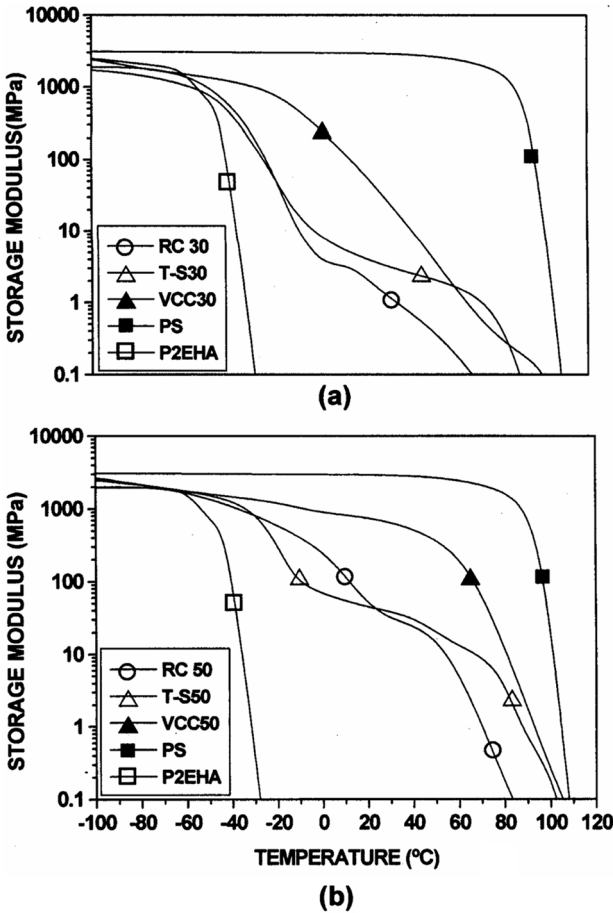 10000
1000
100
10
1
0.1
STORAGE MODULUS(MPa)
RC 30
T-S30
VCC30
PS
P2EHA
(a)
10000
1000
100
10
1
0.1
STORAGE MODULUS (MPa)
RC 50
T-S50
VCC50
PS
P2EHA
-100 -80 -60 -40 -20 0 20 40 60 80 100 120
TEMPERATURE (ºC)
(b)